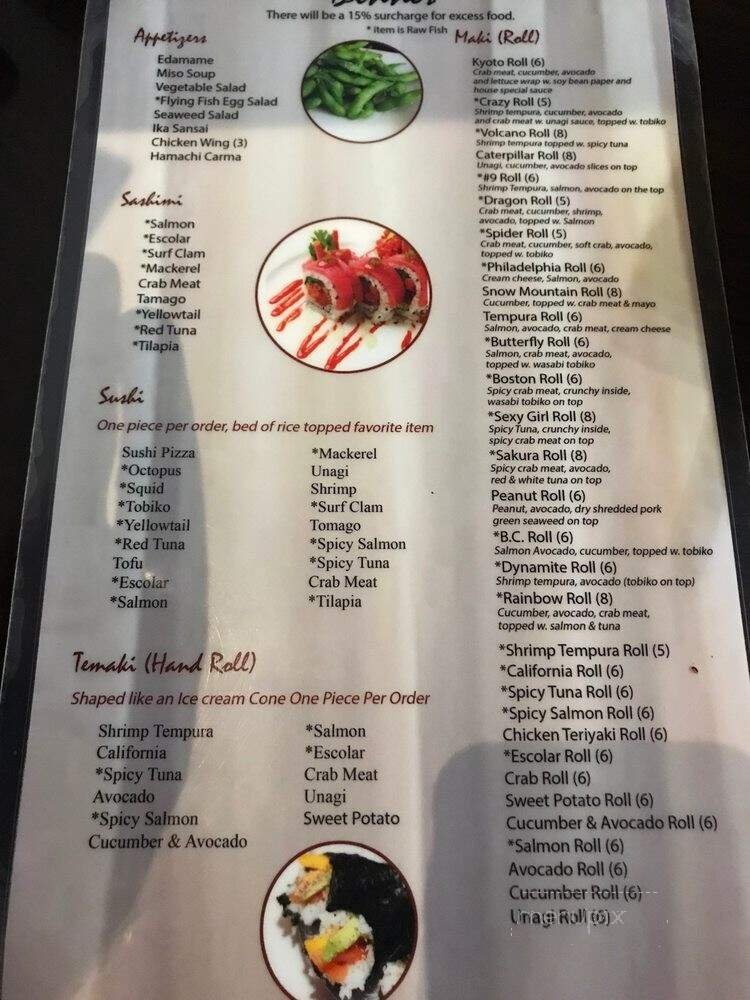 Dinner
There will be a 15% surcharge for excess food.
* item is Raw Fish
Appetizers
Edamame
Miso Soup
Vegetable Salad
*Flying Fish Egg Salad
Seaweed Salad
Ika Sansai
Chicken Wing (3)
Hamachi Carma
Sashimi
*Salmon
*Escolar
*Surf Clam
*Mackerel
Crab Meat
Tamago
*Yellowtail
*Red Tuna
*Tilapia
Sushi
One piece per order, bed of rice topped favorite item
Sushi Pizza
*Octopus
*Squid
*Tobiko
*Yellowtail
*Red Tuna
Tofu
*Escolar
*Salmon
*Mackerel
Unagi
Shrimp
*Surf Clam
Tomago
*Spicy Salmon
*Spicy Tuna
Crab Meat
*Tilapia
Temaki (Hand Roll)
Shaped like an Ice cream Cone One Piece Per Order
Shrimp Tempura
California
*Spicy Tuna
Avocado
*Spicy Salmon
Cucumber & Avocado
*Salmon
*Escolar
Crab Meat
Unagi
Sweet Potato
Maki (Roll)
Kyoto Roll (6)
Crab meat, cucumber, avocado
and lettuce wrap w. soy bean paper and
house special sauce
*Crazy Roll (5)
Shrimp tempura, cucumber, avocado
and crab meat w. unagi sauce, topped w. tobiko
*Volcano Roll (8)
Shrimp tempura topped w. spicy tuna
Caterpillar Roll (8)
Unagi, cucumber, avocado slices on top
*#9 Roll (6)
Shrimp Tempura, salmon, avocado on the top
*Dragon Roll (5)
Crab meat, cucumber, shrimp,
avocado, topped w. Salmon
*Spider Roll (5)
Crab meat, cucumber, soft crab, avocado,
topped w. tobiko
*Philadelphia Roll (6)
Cream cheese, Salmon, avocado
Snow Mountain Roll (8)
Cucumber, topped w. crab meat & mayo
Tempura Roll (6)
Salmon, avocado, crab meat, cream cheese
*Butterfly Roll (6)
Salmon, crab meat, avocado,
topped w. wasabi tobiko
*Boston Roll (6)
Spicy crab meat, crunchy inside,
wasabi tobiko on top
*Sexy Girl Roll (8)
Spicy Tuna, crunchy inside,
spicy crab meat on top
*Sakura Roll (8)
Spicy crab meat, avocado,
red & white tuna on top
Peanut Roll (6)
Peanut, avocado, dry shredded pork
green seaweed on top
*B.C. Roll (6)
Salmon Avocado, cucumber, topped w. tobiko
*Dynamite Roll (6)
Shrimp tempura, avocado (tobiko on top)
*Rainbow Roll (8)
Cucumber, avocado, crab meat,
topped w. salmon & tuna
*Shrimp Tempura Roll (5)
*California Roll (6)
*Spicy Tuna Roll (6)
*Spicy Salmon Roll (6)
Chicken Teriyaki Roll (6)
*Escolar Roll (6)
Crab Roll (6)
Sweet Potato Roll (6)
Cucumber & Avocado Roll (6)
*Salmon Roll (6)
Avocado Roll (6)
Cucumber Roll (6)
Unagi Roll (6)